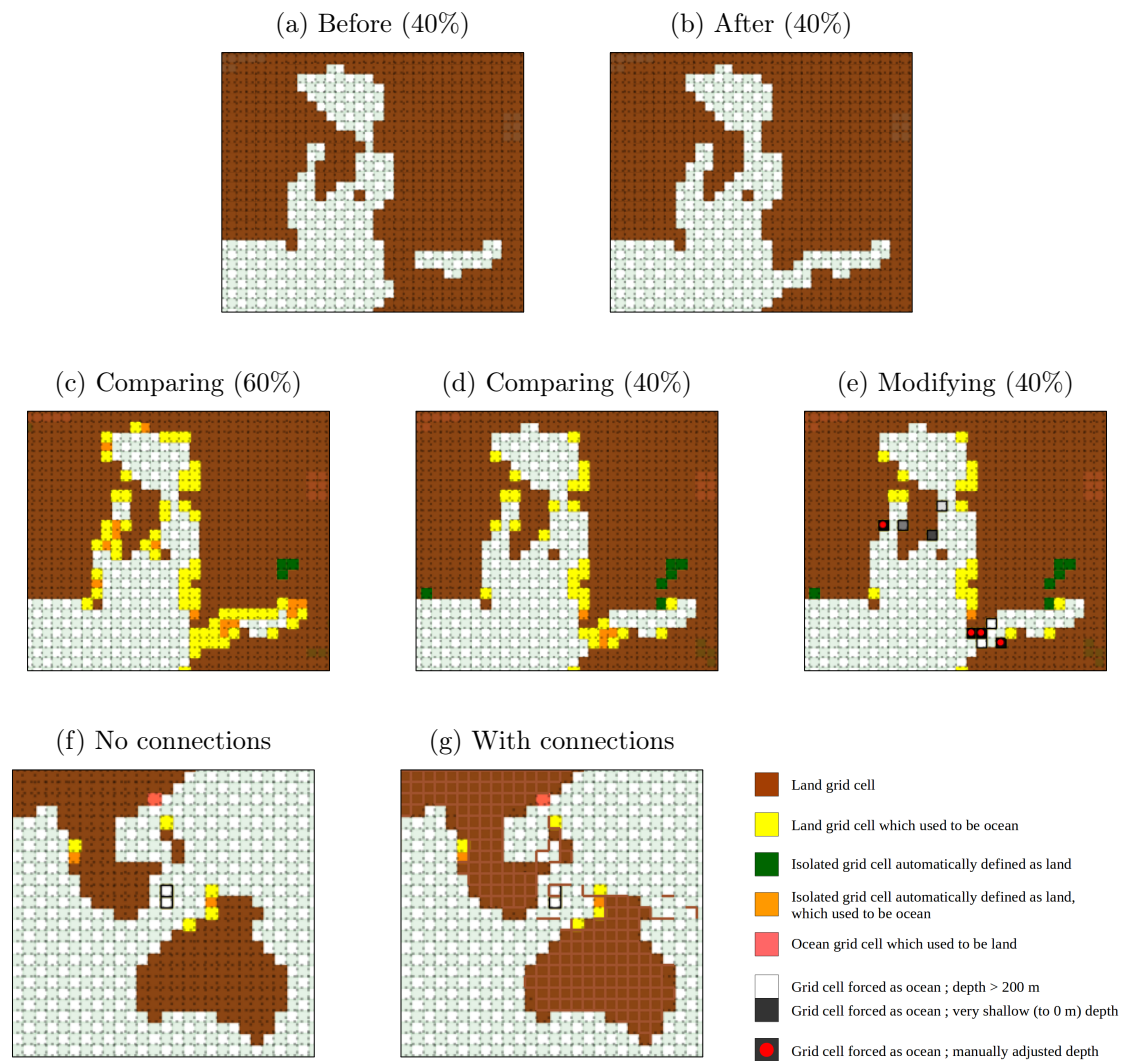 (a) Before (40%)
(b) After (40%)
(c) Comparing (60%)
(d) Comparing (40%)
(e) Modifying (40%)
(f) No connections
(g) With connections
Land grid cell
Land grid cell which used to be ocean
Isolated grid cell automatically defined as land
Isolated grid cell automatically defined as land,
which used to be ocean
Ocean grid cell which used to be land
Grid cell forced as ocean ; depth > 200 m
Grid cell forced as ocean ; very shallow (to 0 m) depth
Grid cell forced as ocean ; manually adjusted depth